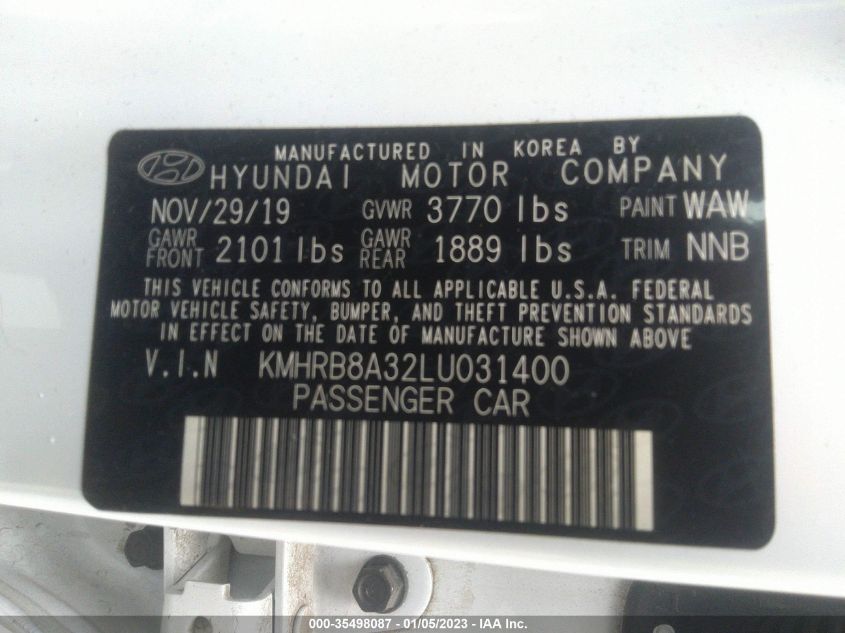 MANUFACTURED IN KOREA BY
HYUNDAI MOTOR COMPANY
NOV/29/19 GVWR 3770 lbs PAINT WAW
GAWR FRONT 2101 lbs GAWR REAR 1889 lbs TRIM NNB
THIS VEHICLE CONFORMS TO ALL APPLICABLE U.S.A. FEDERAL
MOTOR VEHICLE SAFETY, BUMPER, AND THEFT PREVENTION STANDARDS
IN EFFECT ON THE DATE OF MANUFACTURE SHOWN ABOVE
V.I.N KMHRB8A32LU031400
PASSENGER CAR
000-35498087 - 01/05/2023 - IAA Inc.